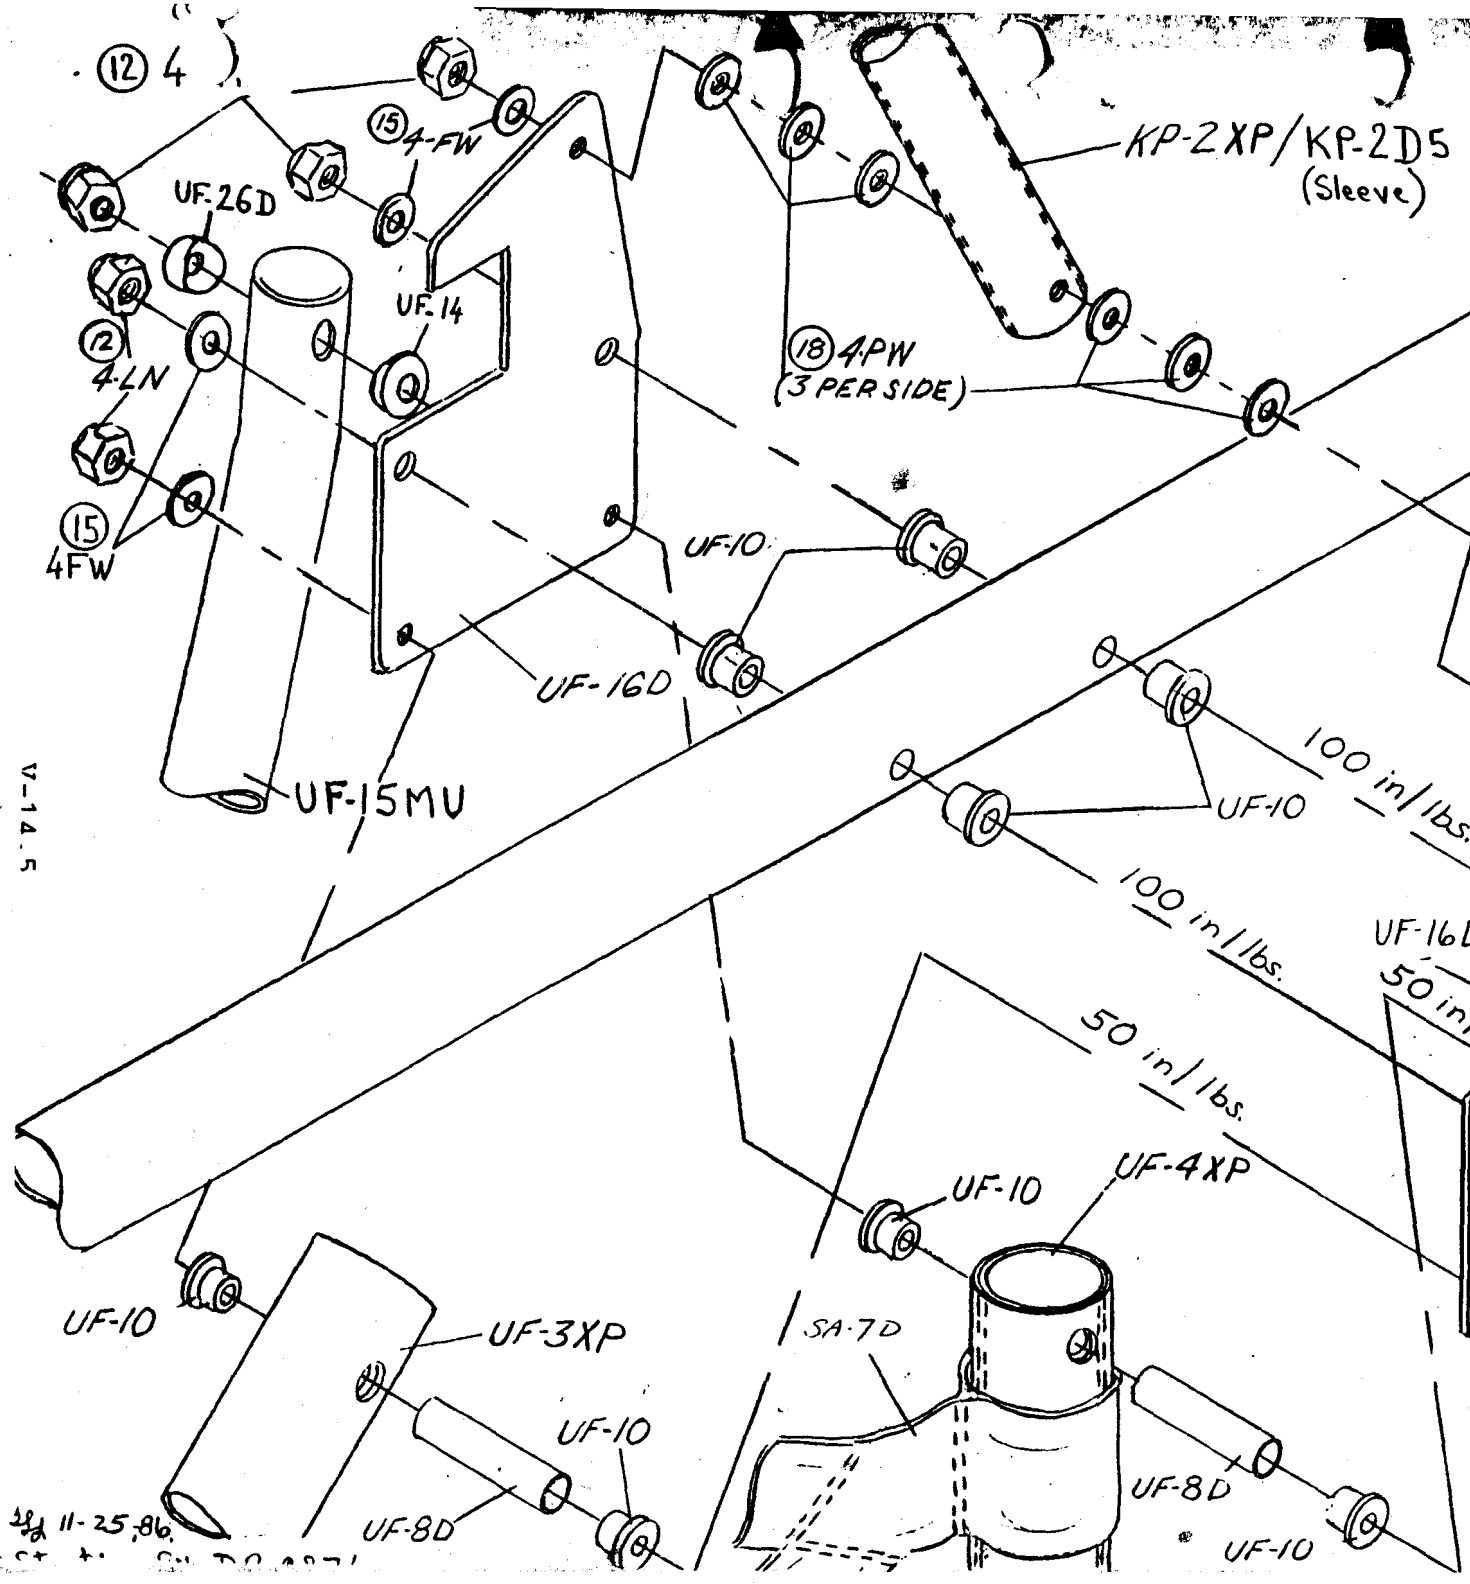 12 4
15 4-FW
KP-2XP/KP-2D5
(Sleeve)
UF-26D
UF-14
12
4-LN
18 4-PW
(3 PER SIDE)
15
4FW
UF-10
UF-16D
UF-15MU
V-14.5
100 in/lbs.
UF-10
100 in/lbs.
UF-16
50 in/
50 in/lbs.
UF-10
UF-4XP
UF-10
UF-3XP
SA-7D
UF-10
UF-8D
UF-8D
UF-10
11-25-86